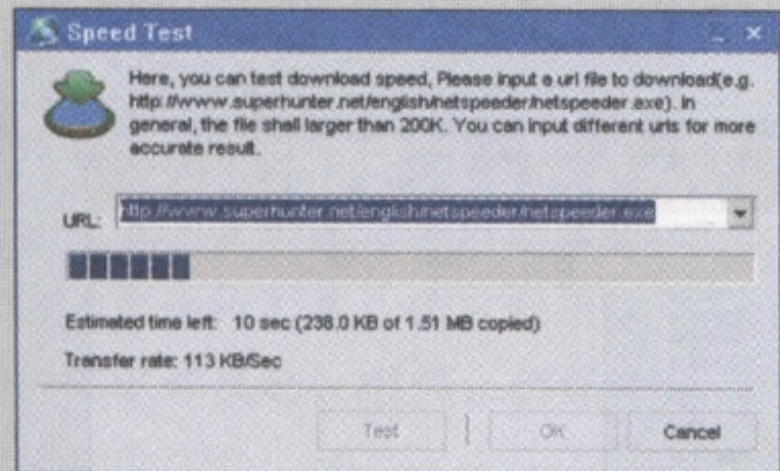 Speed Test
Here, you can test download speed, Please input a url file to download(e.g.
http://www.superhunter.net/english/netspeeder/netspeeder.exe). In
general, the file shall larger than 200K. You can input different urls for more
accurate result.
URL: http://www.superhunter.net/english/netspeeder/netspeeder.exe
Estimated time left: 10 sec (238.0 KB of 1.51 MB copied)
Transfer rate: 113 KB/Sec
Test OK Cancel